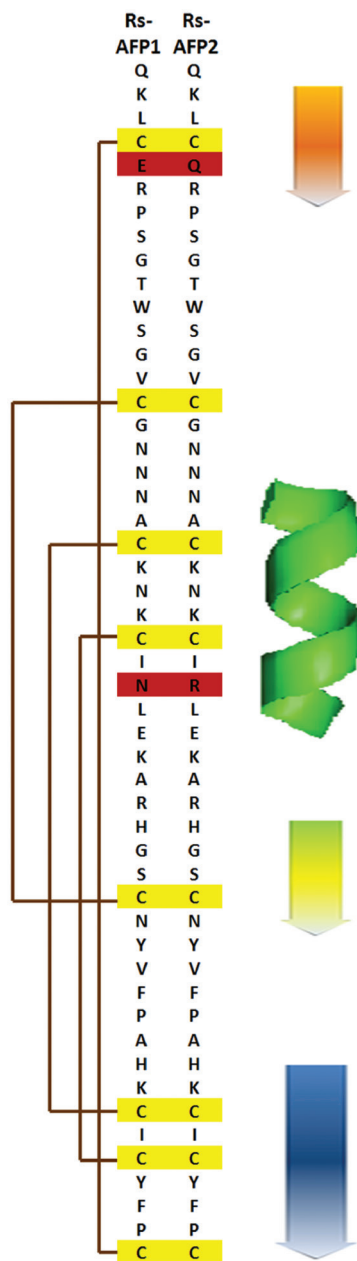 Rs- Rs-
AFP1 AFP2
Q Q
K K
L L
C C
E Q
R R
P P
S S
G G
T T
W W
S S
G G
V V
C C
G G
N N
N N
N N
A A
C C
K K
N N
K K
C C
I I
N R
L L
E E
K K
A A
R R
H H
G G
S S
C C
N N
Y Y
V V
F F
P P
A A
H H
K K
C C
I I
C C
Y Y
F F
P P
C C